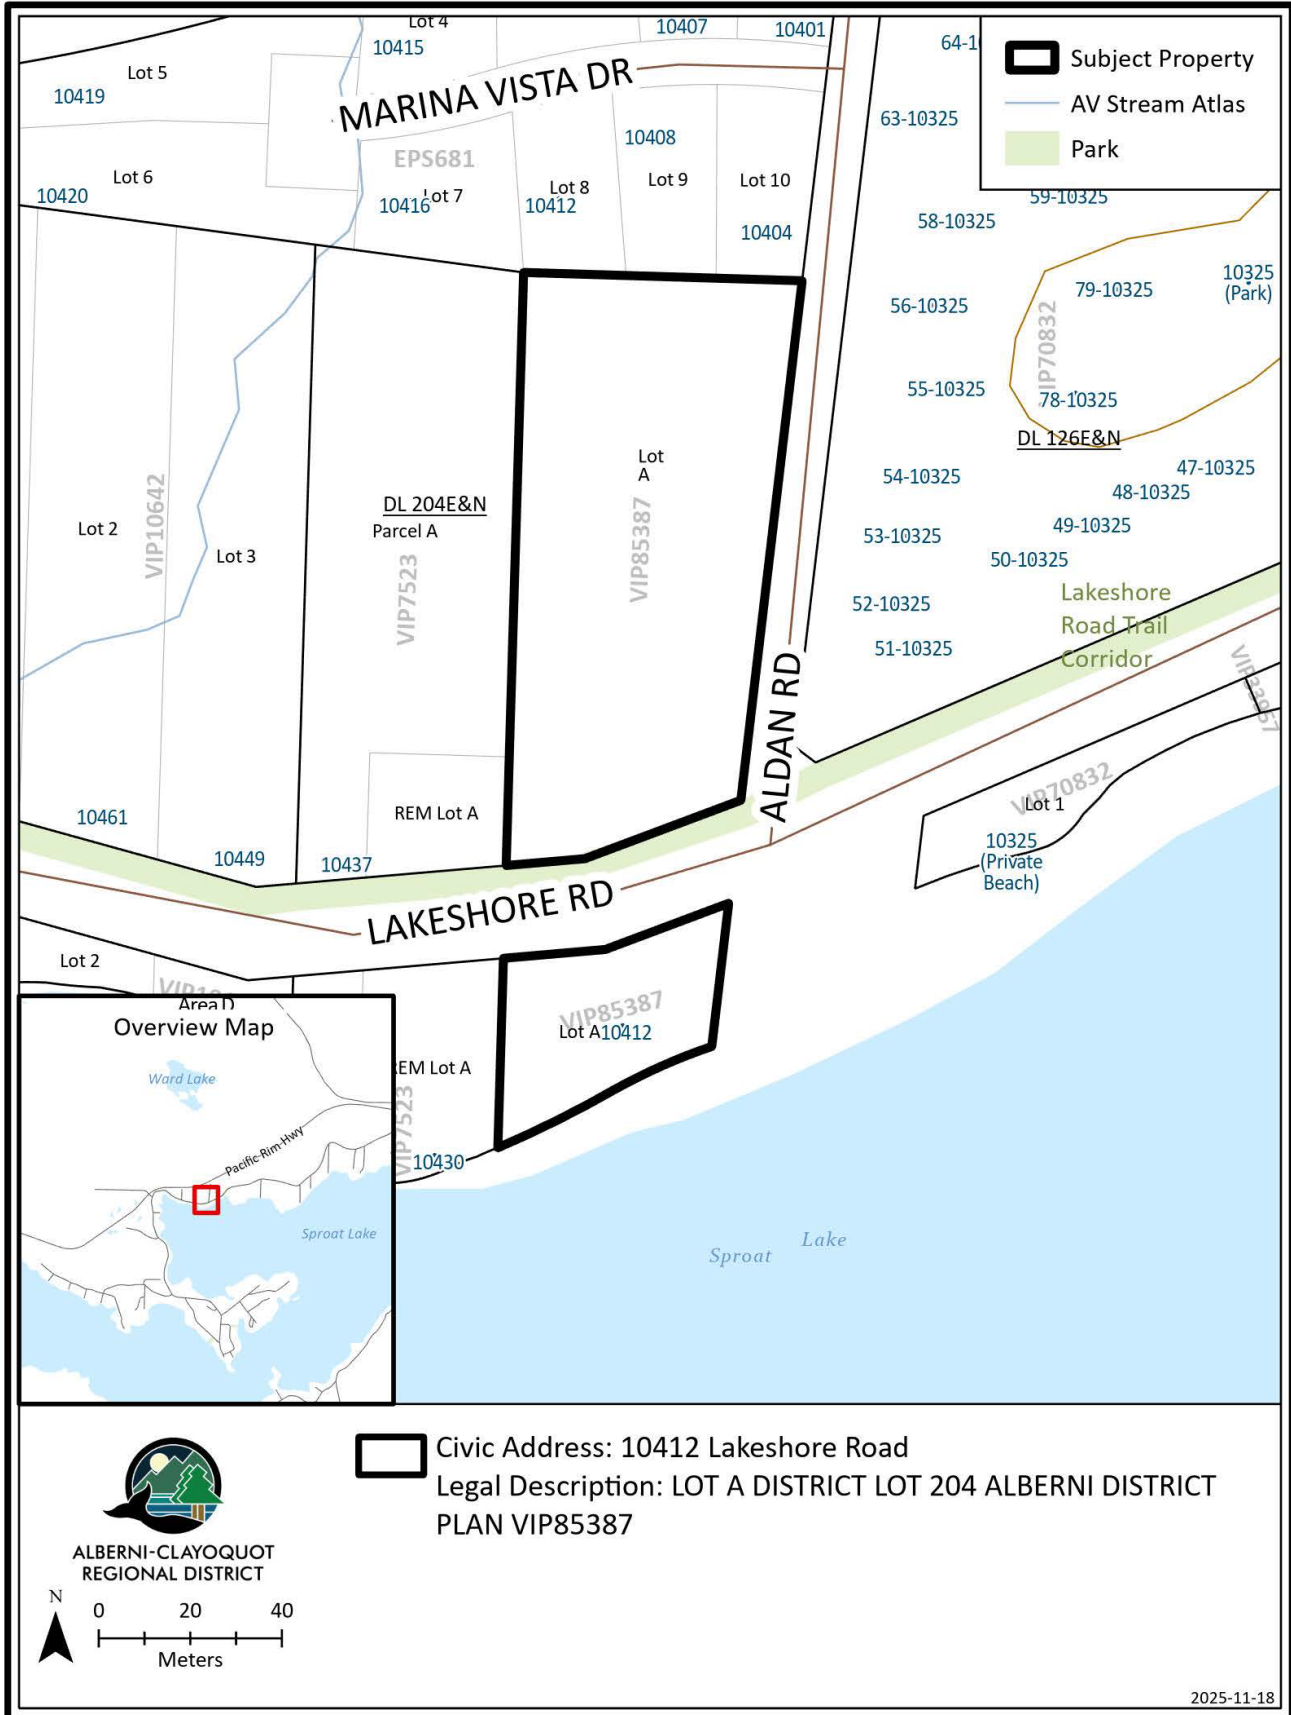 Lot 4
10407
10401
64-10
Lot 5
10415
10419
MARINA VISTA DR
Subject Property
AV Stream Atlas
Park
63-10325
10408
EPS681
Lot 6
Lot 7
Lot 8
Lot 9
Lot 10
10420
10416
10412
10404
59-10325
58-10325
79-10325
10325
(Park)
56-10325
VIP70832
55-10325
78-10325
DL 126E&N
Lot
A
47-10325
54-10325
48-10325
DL 204E&N
Parcel A
VIP10642
VIP7523
VIP85387
Lot 2
Lot 3
53-10325
49-10325
50-10325
52-10325
51-10325
Lakeshore
Road Trail
Corridor
VIP33967
ALDAN RD
10461
REM Lot A
10449
10437
VIP70832
Lot 1
10325
(Private
Beach)
LAKESHORE RD
Lot 2
Area D
Overview Map
VIP85387
Lot A
10412
REM Lot A
VIP7523
10430
Ward Lake
Pacific-Rim-Hwy
Sproat Lake
Sproat Lake
ALBERNI-CLAYOQUOT
REGIONAL DISTRICT
Civic Address: 10412 Lakeshore Road
Legal Description: LOT A DISTRICT LOT 204 ALBERNI DISTRICT
PLAN VIP85387
N
0 20 40
Meters
2025-11-18